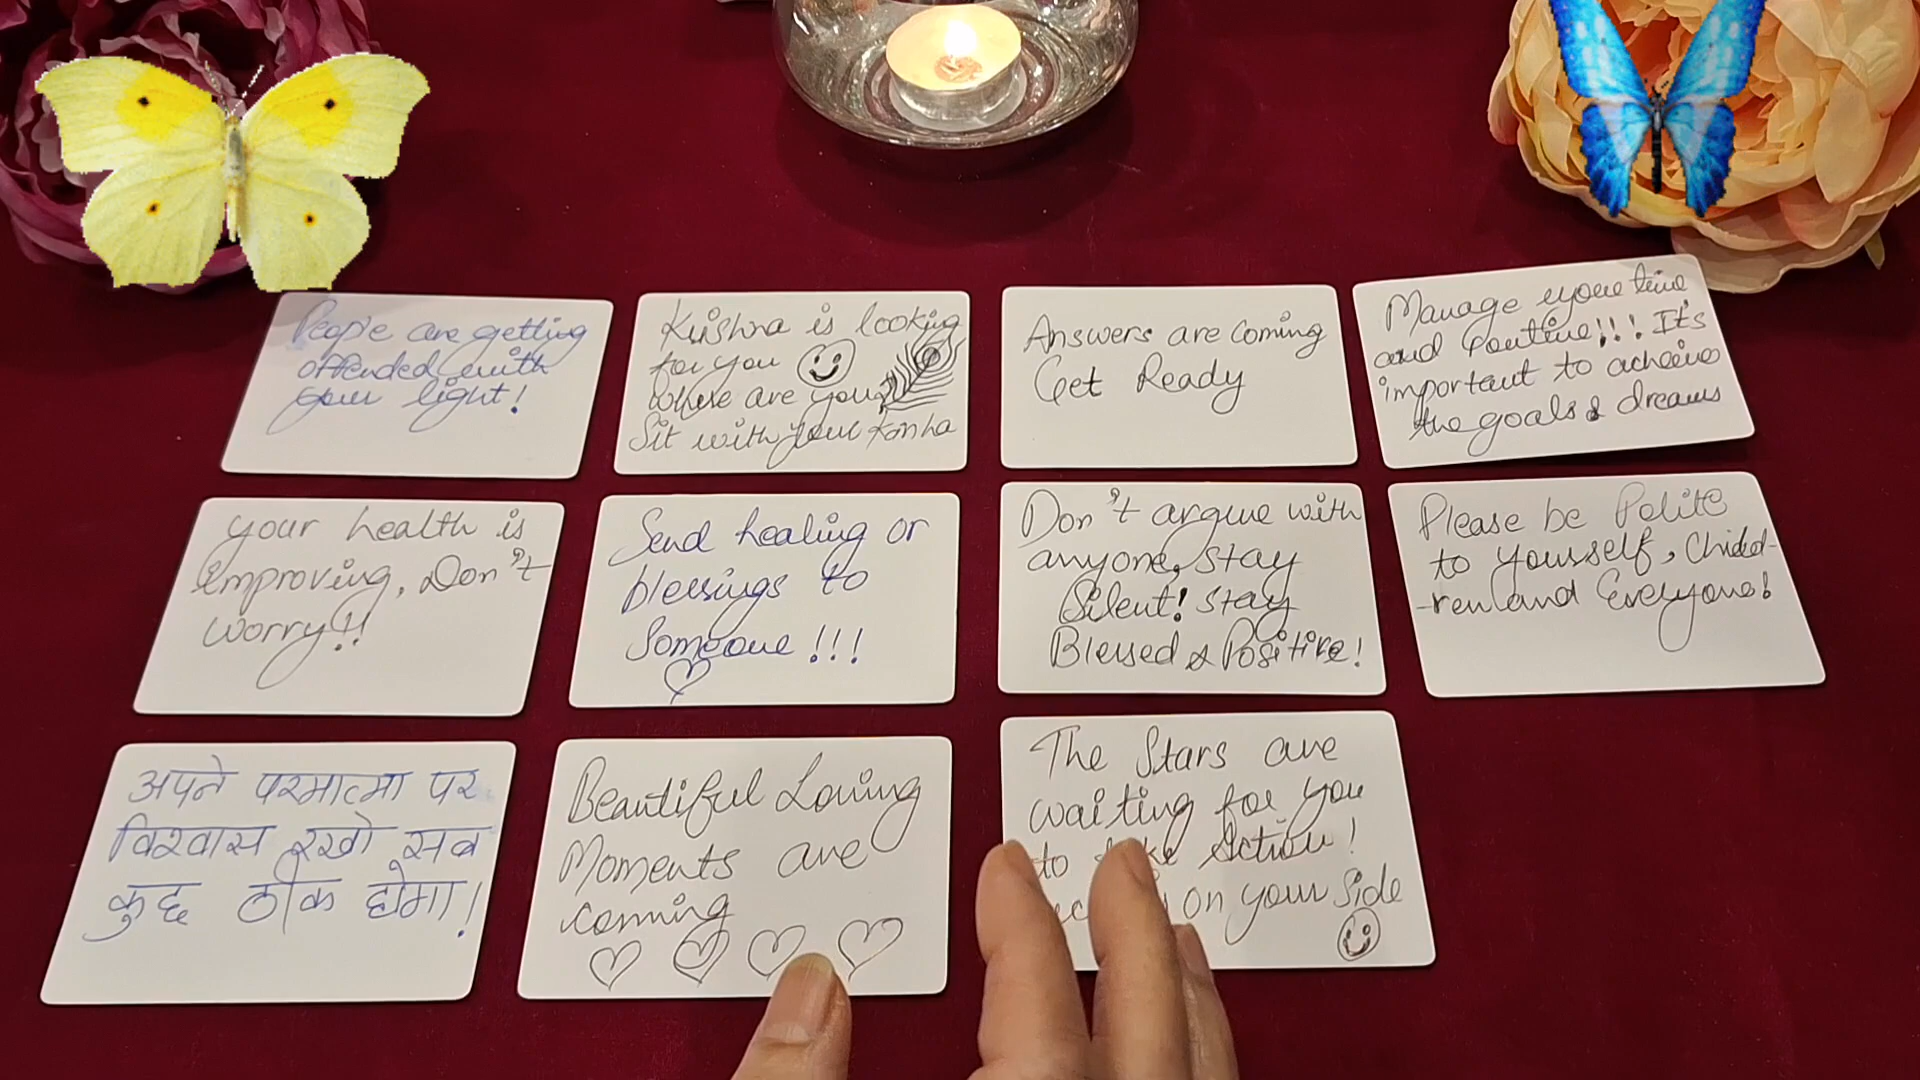 People are getting
offended with
your light!
Krishna is looking
for you
where are you
Sit with your Kanha
Answers are coming
Get Ready
Manage your time
and routine!!! It's
important to acheive
the goals & dreams
your health is
improving, Don't
worry!!
Send healing or
blessings to
Someone!!!
Don't argue with
anyone, stay
Silent! stay
Blessed & Positive!
Please be Polite
to yourself, Child-
-ren and Everyone!
अपने परमात्मा पर
विश्वास रखो सब
कुछ ठीक होगा!
Beautiful Loving
Moments are
coming
The Stars are
waiting for you
to Action!
on your Side